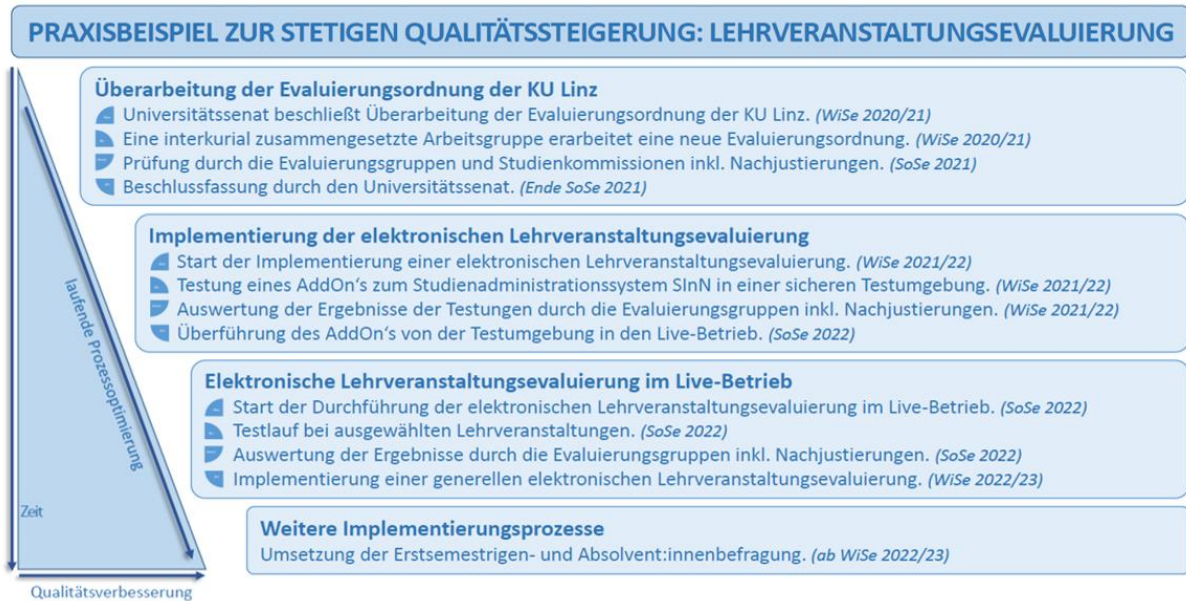 PRAXISBEISPIEL ZUR STETIGEN QUALITÄTSSTEIGERUNG: LEHRVERANSTALTUNGSEVALUIERUNG
Überarbeitung der Evaluierungsordnung der KU Linz
Universitätssenat beschließt Überarbeitung der Evaluierungsordnung der KU Linz. (WiSe 2020/21)
Eine interkurial zusammengesetzte Arbeitsgruppe erarbeitet eine neue Evaluierungsordnung. (WiSe 2020/21)
Prüfung durch die Evaluierungsgruppen und Studienkommissionen inkl. Nachjustierungen. (SoSe 2021)
Beschlussfassung durch den Universitätssenat. (Ende SoSe 2021)
Implementierung der elektronischen Lehrveranstaltungsevaluierung
Start der Implementierung einer elektronischen Lehrveranstaltungsevaluierung. (WiSe 2021/22)
Testung eines AddOn‘s zum Studienadministrationssystem SInN in einer sicheren Testumgebung. (WiSe 2021/22)
Auswertung der Ergebnisse der Testungen durch die Evaluierungsgruppen inkl. Nachjustierungen. (WiSe 2021/22)
Überführung des AddOn‘s von der Testumgebung in den Live-Betrieb. (SoSe 2022)
Elektronische Lehrveranstaltungsevaluierung im Live-Betrieb
Start der Durchführung der elektronischen Lehrveranstaltungsevaluierung im Live-Betrieb. (SoSe 2022)
Testlauf bei ausgewählten Lehrveranstaltungen. (SoSe 2022)
Auswertung der Ergebnisse durch die Evaluierungsgruppen inkl. Nachjustierungen. (SoSe 2022)
Implementierung einer generellen elektronischen Lehrveranstaltungsevaluierung. (WiSe 2022/23)
Weitere Implementierungsprozesse
Umsetzung der Erstsemestrigen- und Absolvent:innenbefragung. (ab WiSe 2022/23)
laufende Prozessoptimierung
Zeit
Qualitätsverbesserung